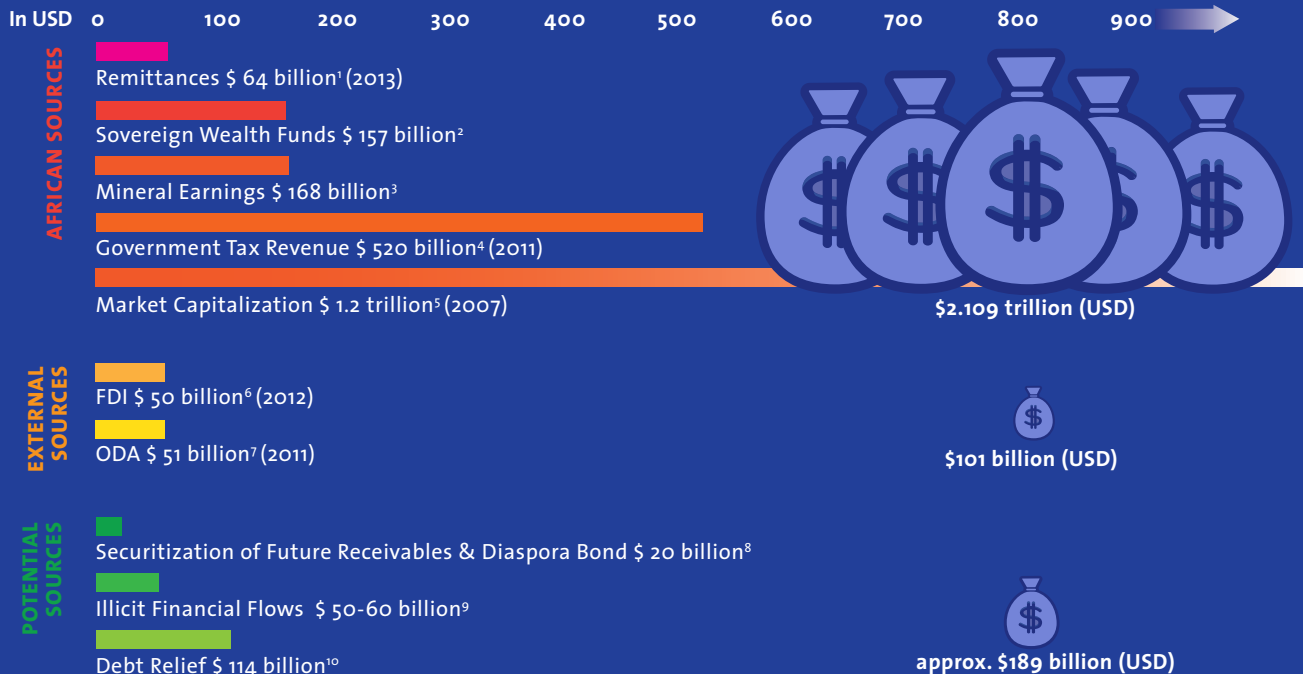 In USD 0 100 200 300 400 500 600 700 800 900
AFRICAN SOURCES
Remittances $ 64 billion¹ (2013)
Sovereign Wealth Funds $ 157 billion²
Mineral Earnings $ 168 billion³
Government Tax Revenue $ 520 billion⁴ (2011)
Market Capitalization $ 1.2 trillion⁵ (2007)
$2.109 trillion (USD)
EXTERNAL
SOURCES
FDI $ 50 billion⁶ (2012)
ODA $ 51 billion⁷ (2011)
$101 billion (USD)
POTENTIAL
SOURCES
Securitization of Future Receivables & Diaspora Bond $ 20 billion⁸
Illicit Financial Flows $ 50-60 billion⁹
Debt Relief $ 114 billion¹⁰
approx. $189 billion (USD)